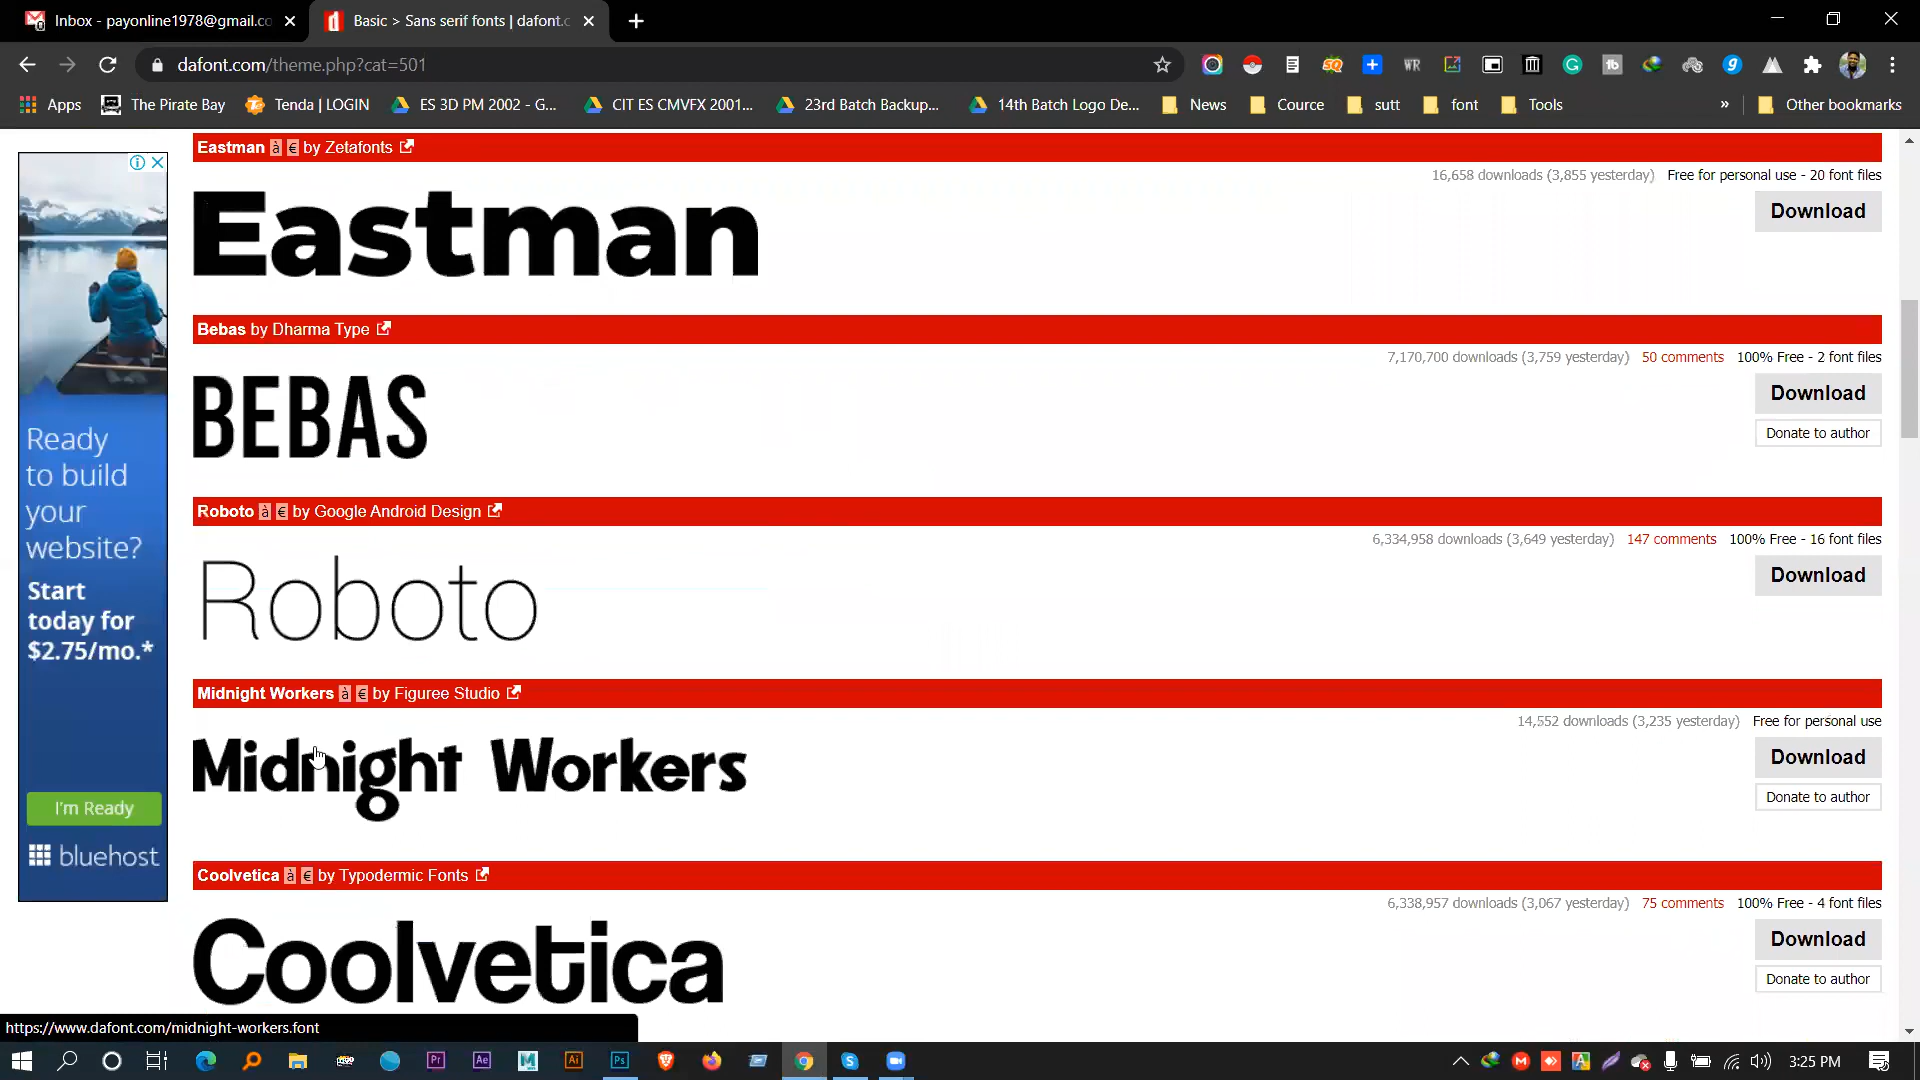 Inbox - payonline1978@gmail.co
Basic > Sans serif fonts | dafont.c
dafont.com/theme.php?cat=501
Apps
The Pirate Bay
Tenda | LOGIN
ES 3D PM 2002 - G...
CIT ES CMVFX 2001...
23rd Batch Backup...
14th Batch Logo De...
News
Cource
sutt
font
Tools
»
Other bookmarks
Eastman à € by Zetafonts
16,658 downloads (3,855 yesterday) Free for personal use - 20 font files
Eastman
Download
Bebas by Dharma Type
7,170,700 downloads (3,759 yesterday) 50 comments 100% Free - 2 font files
BEBAS
Download
Donate to author
Roboto à € by Google Android Design
6,334,958 downloads (3,649 yesterday) 147 comments 100% Free - 16 font files
Roboto
Download
Midnight Workers à € by Figuree Studio
14,552 downloads (3,235 yesterday) Free for personal use
Midnight Workers
Download
Donate to author
Coolvetica à € by Typodermic Fonts
6,338,957 downloads (3,067 yesterday) 75 comments 100% Free - 4 font files
Coolvetica
Download
Donate to author
Ready
to build
your
website?
Start
today for
$2.75/mo.*
I'm Ready
bluehost
https://www.dafont.com/midnight-workers.font
3:25 PM